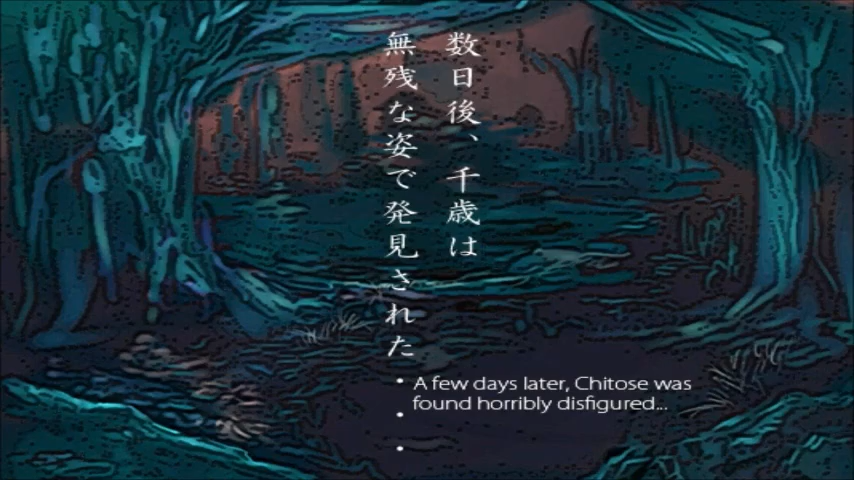 数日後、千歳は
無残な姿で発見された・・・
A few days later, Chitose was
found horribly disfigured...